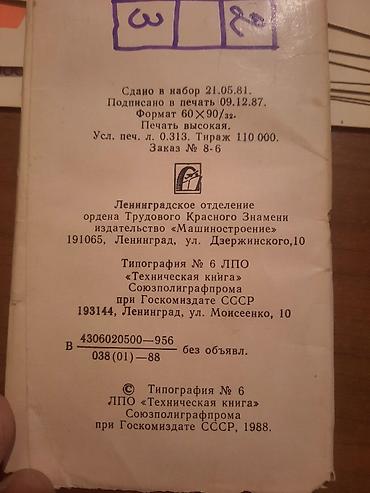 3 2
Сдано в набор 21.05.81.
Подписано в печать 09.12.87.
Формат 60×90/32.
Печать высокая.
Усл. печ. л. 0.313. Тираж 110 000.
Заказ № 8-6
Ленинградское отделение
ордена Трудового Красного Знамени
издательство «Машиностроение»
191065, Ленинград, ул. Дзержинского,10
Типография № 6 ЛПО
«Техническая книга»
Союзполиграфпрома
при Госкомиздате СССР
193144, Ленинград, ул. Моисеенко, 10
В 4306020500—956 без объявл.
038(01)—88
© Типография № 6
ЛПО «Техническая книга»
Союзполиграфпрома
при Госкомиздате СССР, 1988.